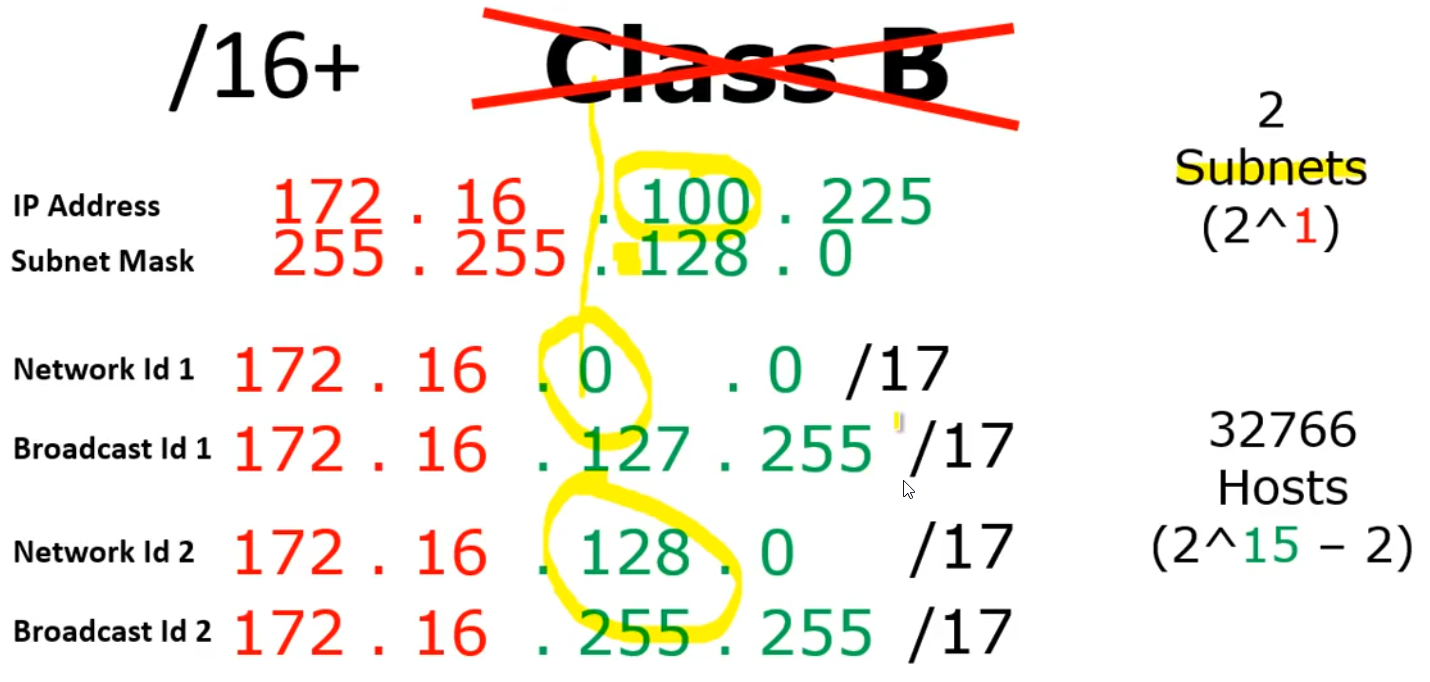 /16+ Class B
2
Subnets
(2^1)
IP Address 172 . 16 . 100 . 225
Subnet Mask 255 . 255 . 128 . 0
Network Id 1 172 . 16 . 0 . 0 /17
Broadcast Id 1 172 . 16 . 127 . 255 /17
Network Id 2 172 . 16 . 128 . 0 /17
Broadcast Id 2 172 . 16 . 255 . 255 /17
32766
Hosts
(2^15 – 2)